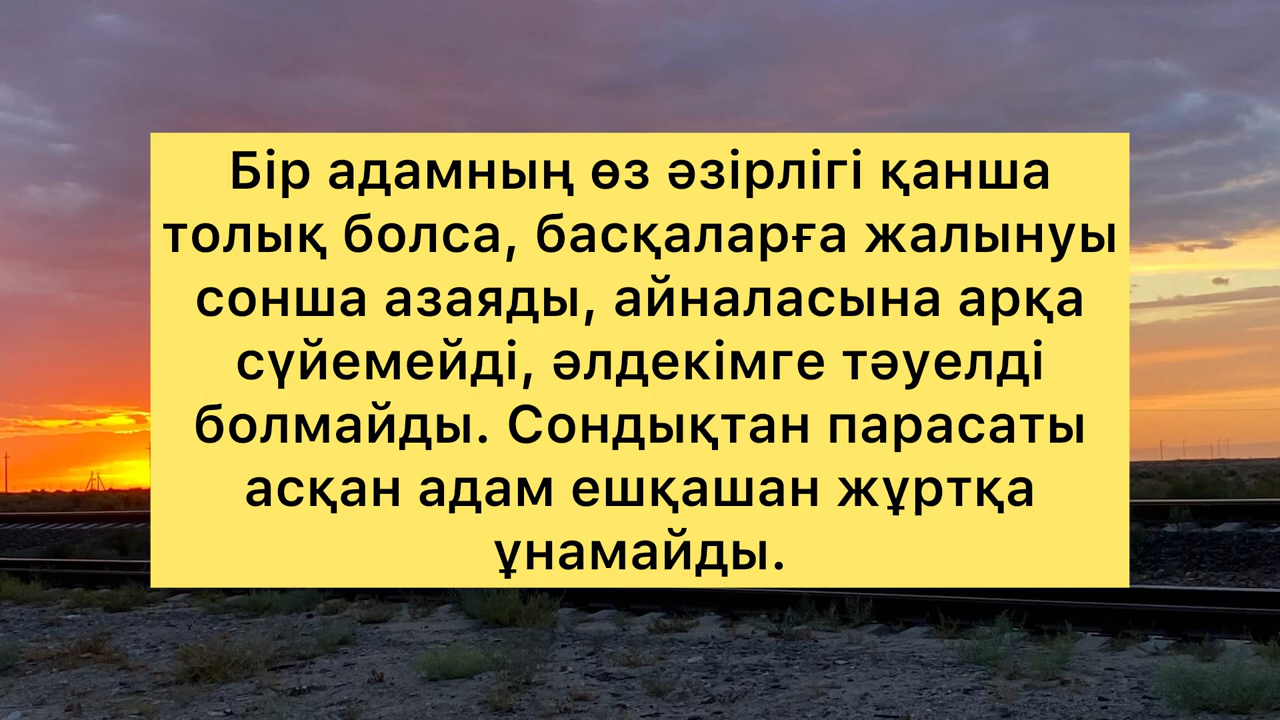 Бір адамның өз әзірлігі қанша
толық болса, басқаларға жалынуы
сонша азаяды, айналасына арқа
сүйемейді, әлдекімге тәуелді
болмайды. Сондықтан парасаты
асқан адам ешқашан жұртқа
ұнамайды.